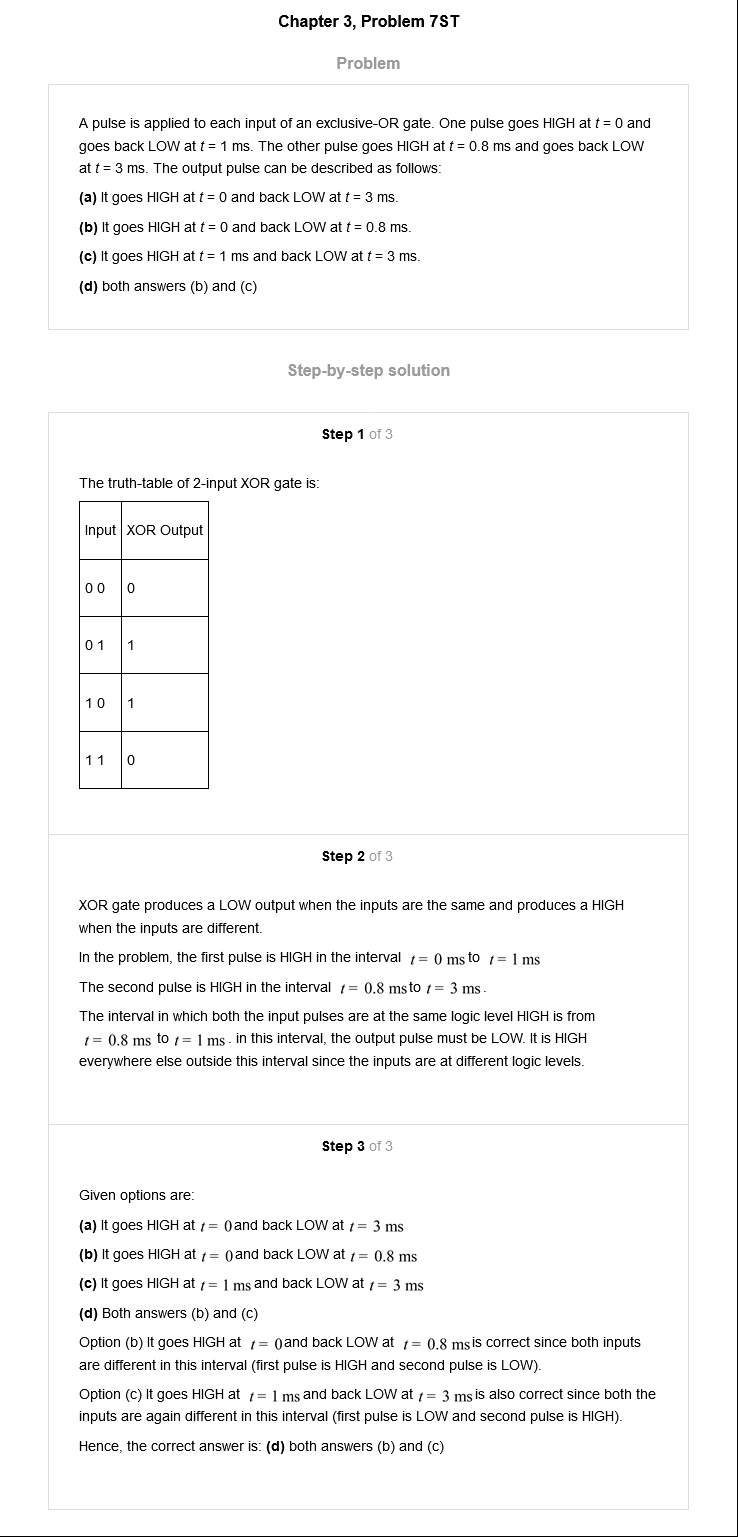 Chapter 3, Problem 7ST
Problem
A pulse is applied to each input of an exclusive-OR gate. One pulse goes HIGH at t = 0 and
goes back LOW at t = 1 ms. The other pulse goes HIGH at t = 0.8 ms and goes back LOW
at t = 3 ms. The output pulse can be described as follows:
(a) It goes HIGH at t = 0 and back LOW at t = 3 ms.
(b) It goes HIGH at t = 0 and back LOW at t = 0.8 ms.
(c) It goes HIGH at t = 1 ms and back LOW at t = 3 ms.
(d) both answers (b) and (c)
Step-by-step solution
Step 1 of 3
The truth-table of 2-input XOR gate is:
Input XOR Output
0 0 0
0 1 1
1 0 1
1 1 0
Step 2 of 3
XOR gate produces a LOW output when the inputs are the same and produces a HIGH
when the inputs are different.
In the problem, the first pulse is HIGH in the interval t = 0 ms to t = 1 ms
The second pulse is HIGH in the interval t = 0.8 ms to t = 3 ms.
The interval in which both the input pulses are at the same logic level HIGH is from
t = 0.8 ms to t = 1 ms. in this interval, the output pulse must be LOW. It is HIGH
everywhere else outside this interval since the inputs are at different logic levels.
Step 3 of 3
Given options are:
(a) It goes HIGH at t = 0 and back LOW at t = 3 ms
(b) It goes HIGH at t = 0 and back LOW at t = 0.8 ms
(c) It goes HIGH at t = 1 ms and back LOW at t = 3 ms
(d) Both answers (b) and (c)
Option (b) It goes HIGH at t = 0 and back LOW at t = 0.8 ms is correct since both inputs
are different in this interval (first pulse is HIGH and second pulse is LOW).
Option (c) It goes HIGH at t = 1 ms and back LOW at t = 3 ms is also correct since both the
inputs are again different in this interval (first pulse is LOW and second pulse is HIGH).
Hence, the correct answer is: (d) both answers (b) and (c)